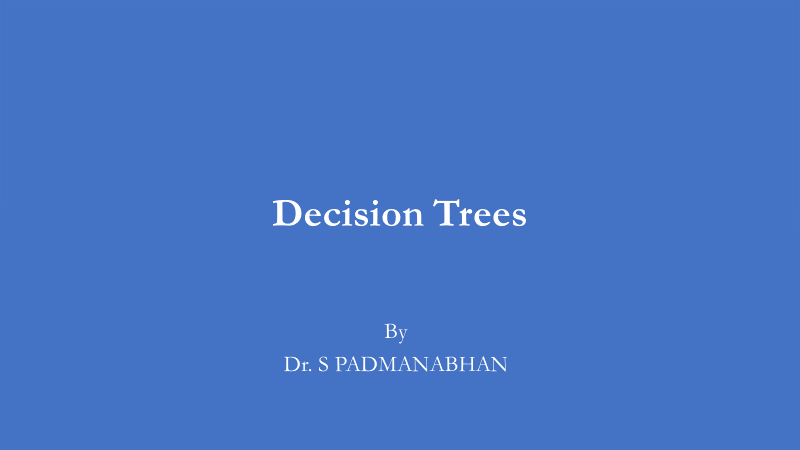 Decision Trees
By
Dr. S PADMANABHAN